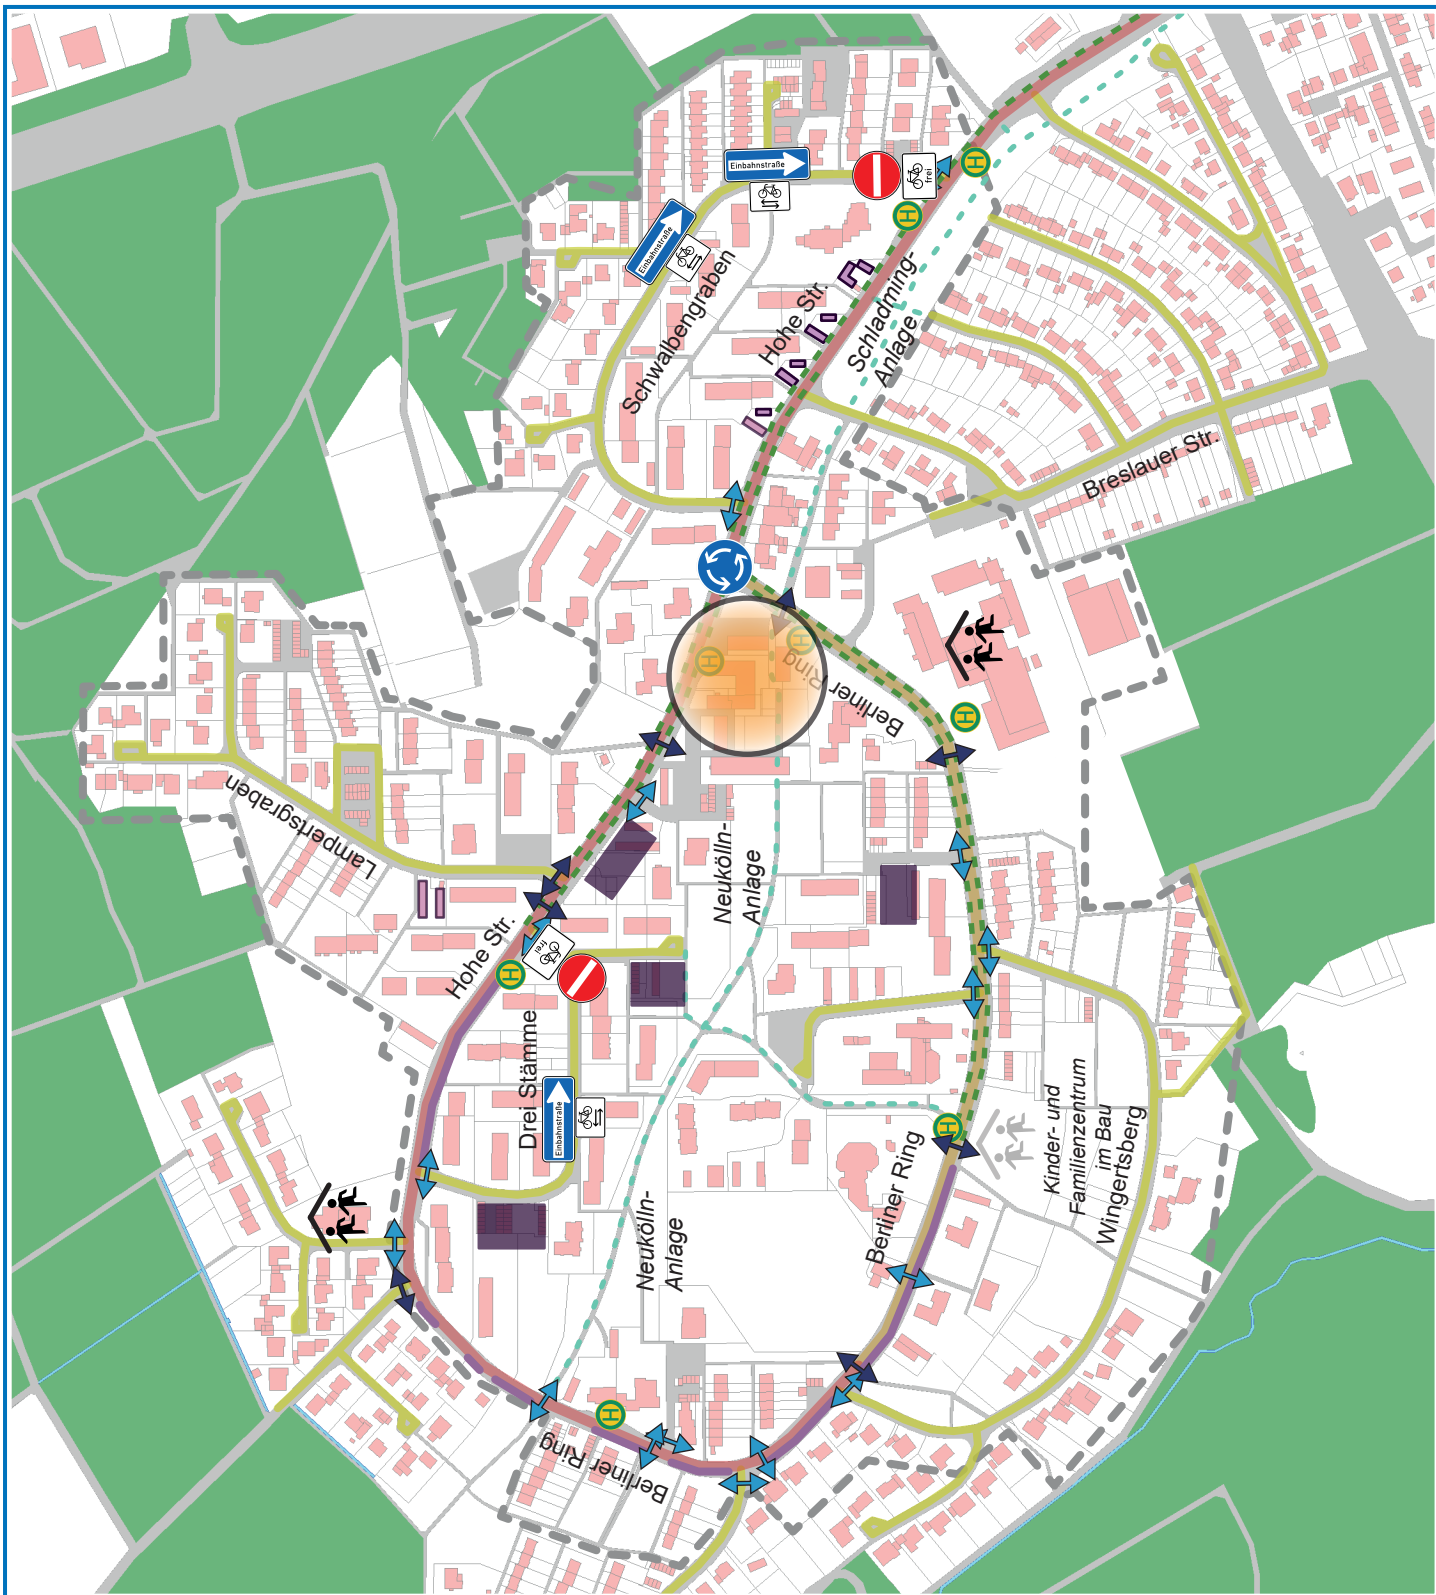 Einbahnstraße
H
frei
H
Einbahnstraße
Schwalbengraben
Hohe Str.
Schladming-
Anlage
Breslauer Str.
H
H
Berliner Ring
H
Lampertsgraben
Neukölln-
Anlage
Hohe Str.
frei
H
Drei Stämme
Einbahnstraße
H
Kinder- und
Familienzentrum
im Bau
Wingertsberg
Berliner Ring
Neukölln-
Anlage
H
Berliner Ring